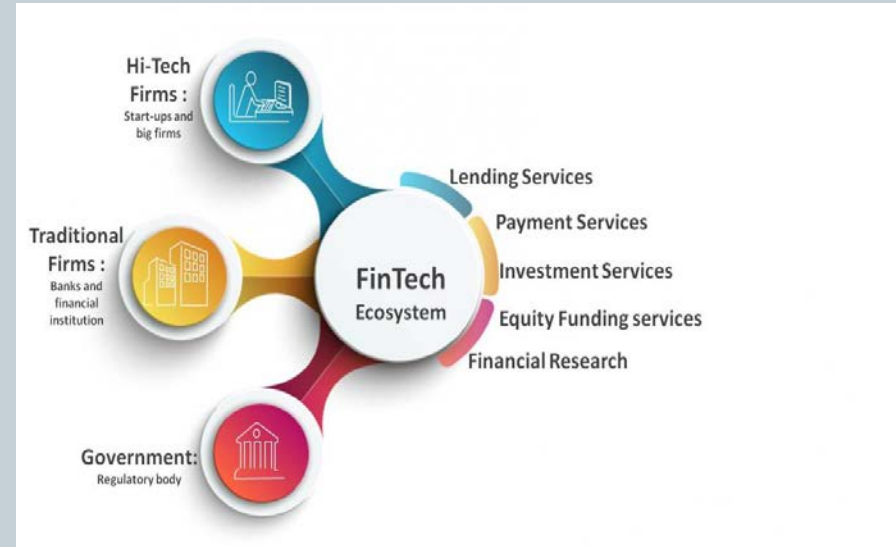 Hi-Tech
Firms :
Start-ups and
big firms
Traditional
Firms :
Banks and
financial
institution
Government:
Regulatory body
FinTech
Ecosystem
Lending Services
Payment Services
Investment Services
Equity Funding services
Financial Research